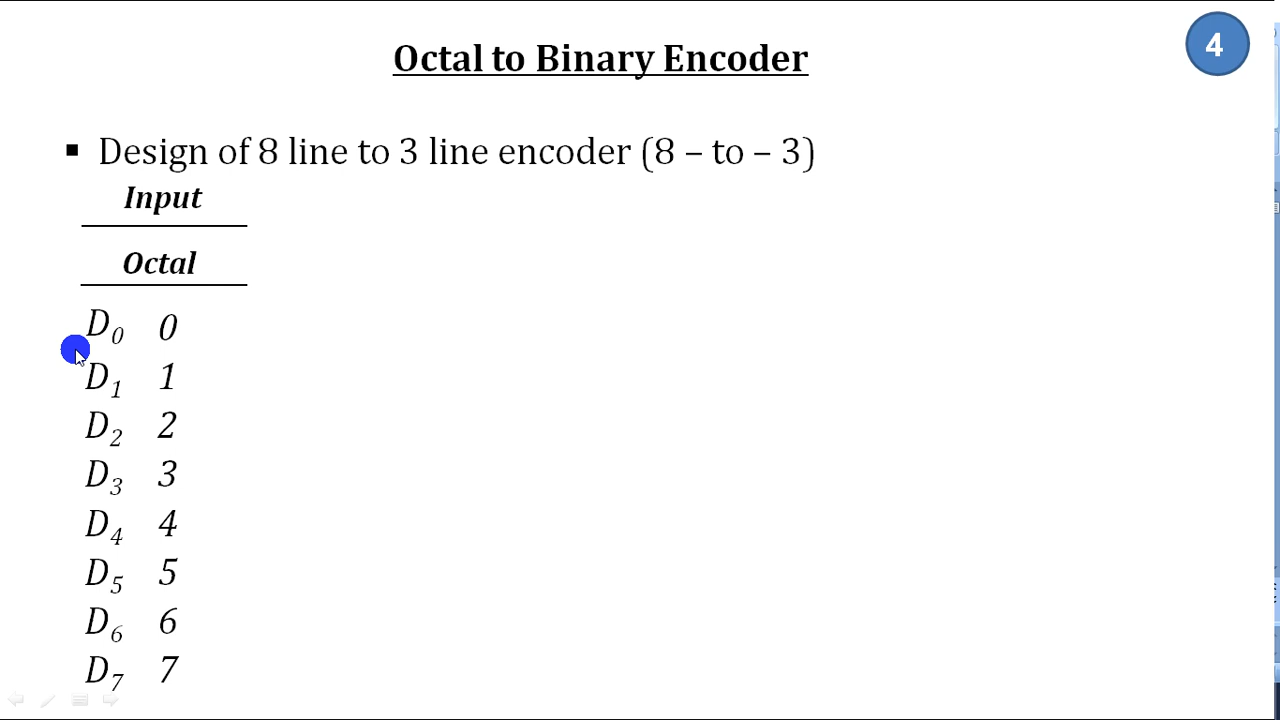 Octal to Binary Encoder
4
▪ Design of 8 line to 3 line encoder (8 – to – 3)
Input
Octal
D₀ 0
D₁ 1
D₂ 2
D₃ 3
D₄ 4
D₅ 5
D₆ 6
D₇ 7